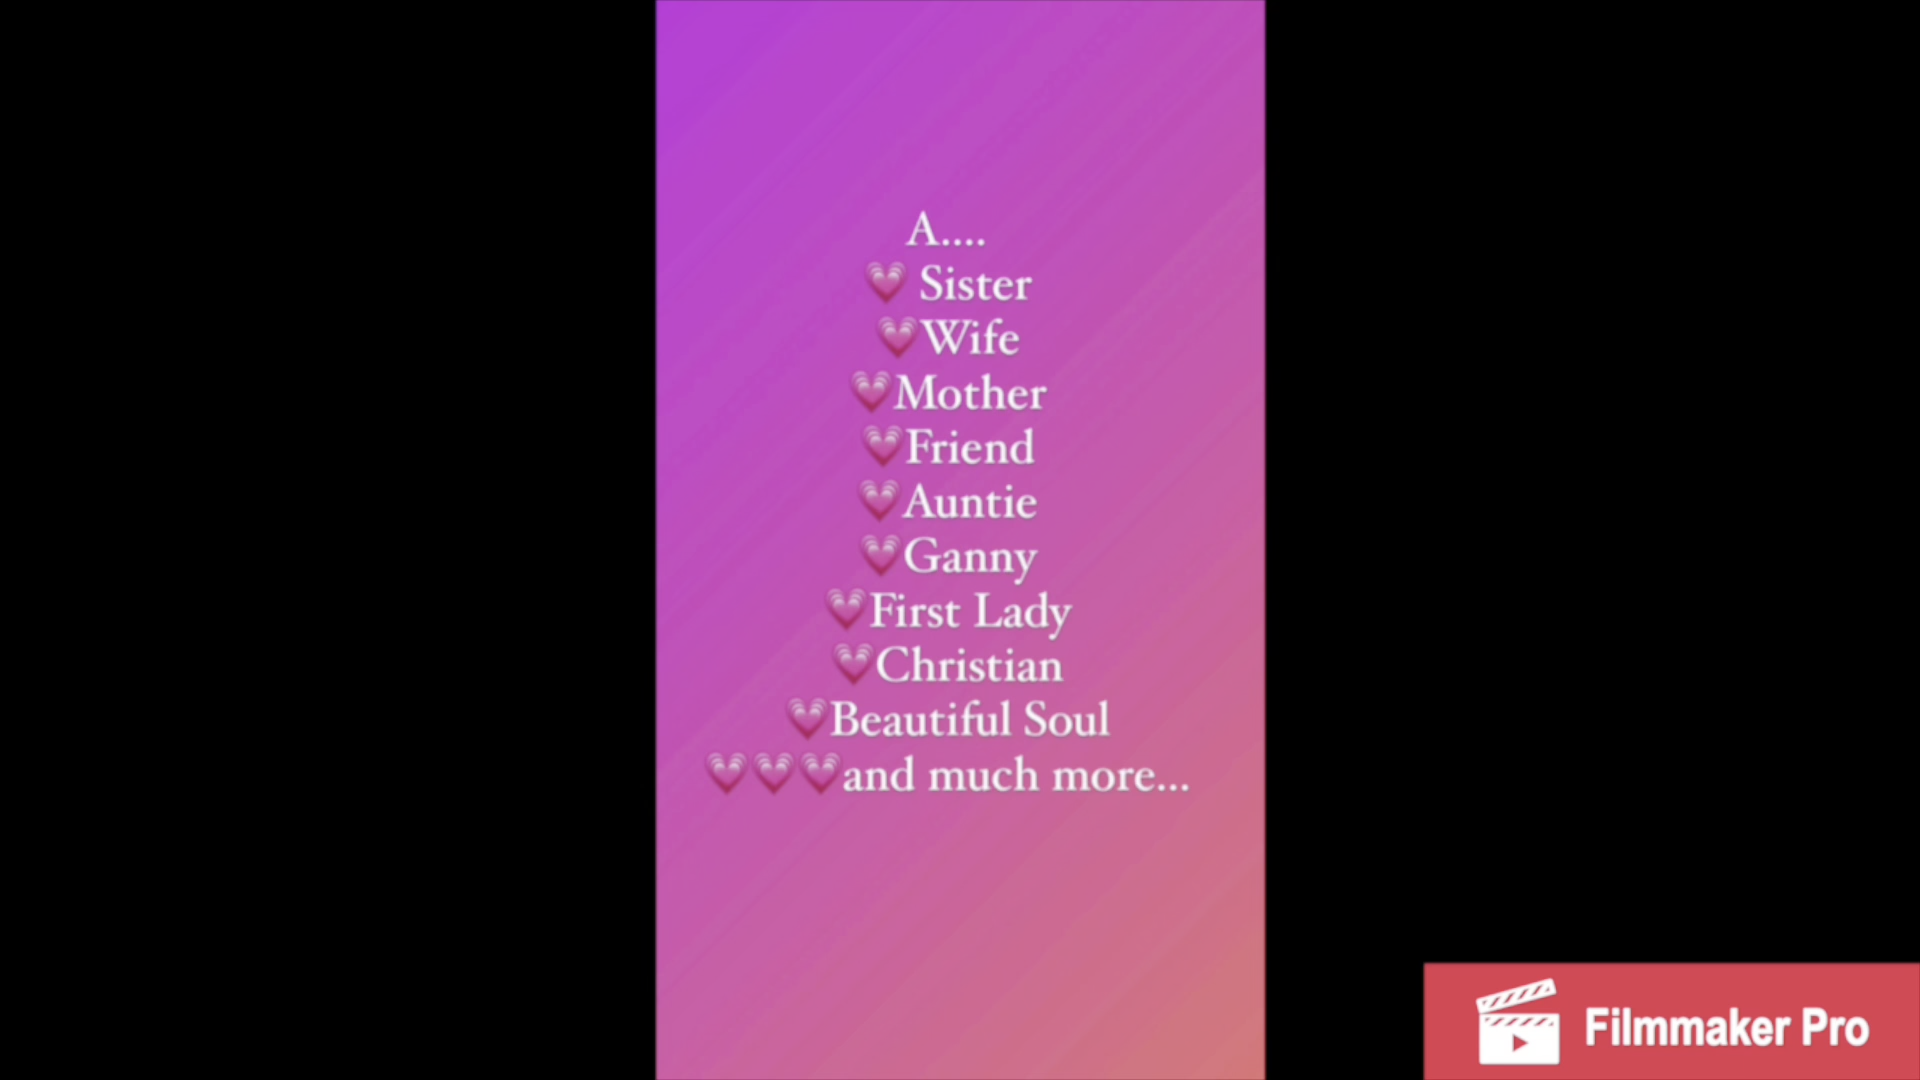 A....
💗 Sister
💗Wife
💗Mother
💗Friend
💗Auntie
💗Ganny
💗First Lady
💗Christian
💗Beautiful Soul
💗💗💗and much more...
Filmmaker Pro